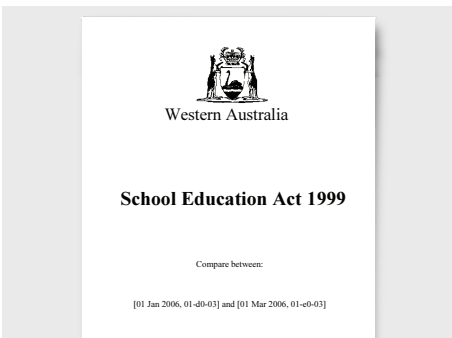 Western Australia
School Education Act 1999
Compare between:
[01 Jan 2006, 01-d0-03] and [01 Mar 2006, 01-e0-03]